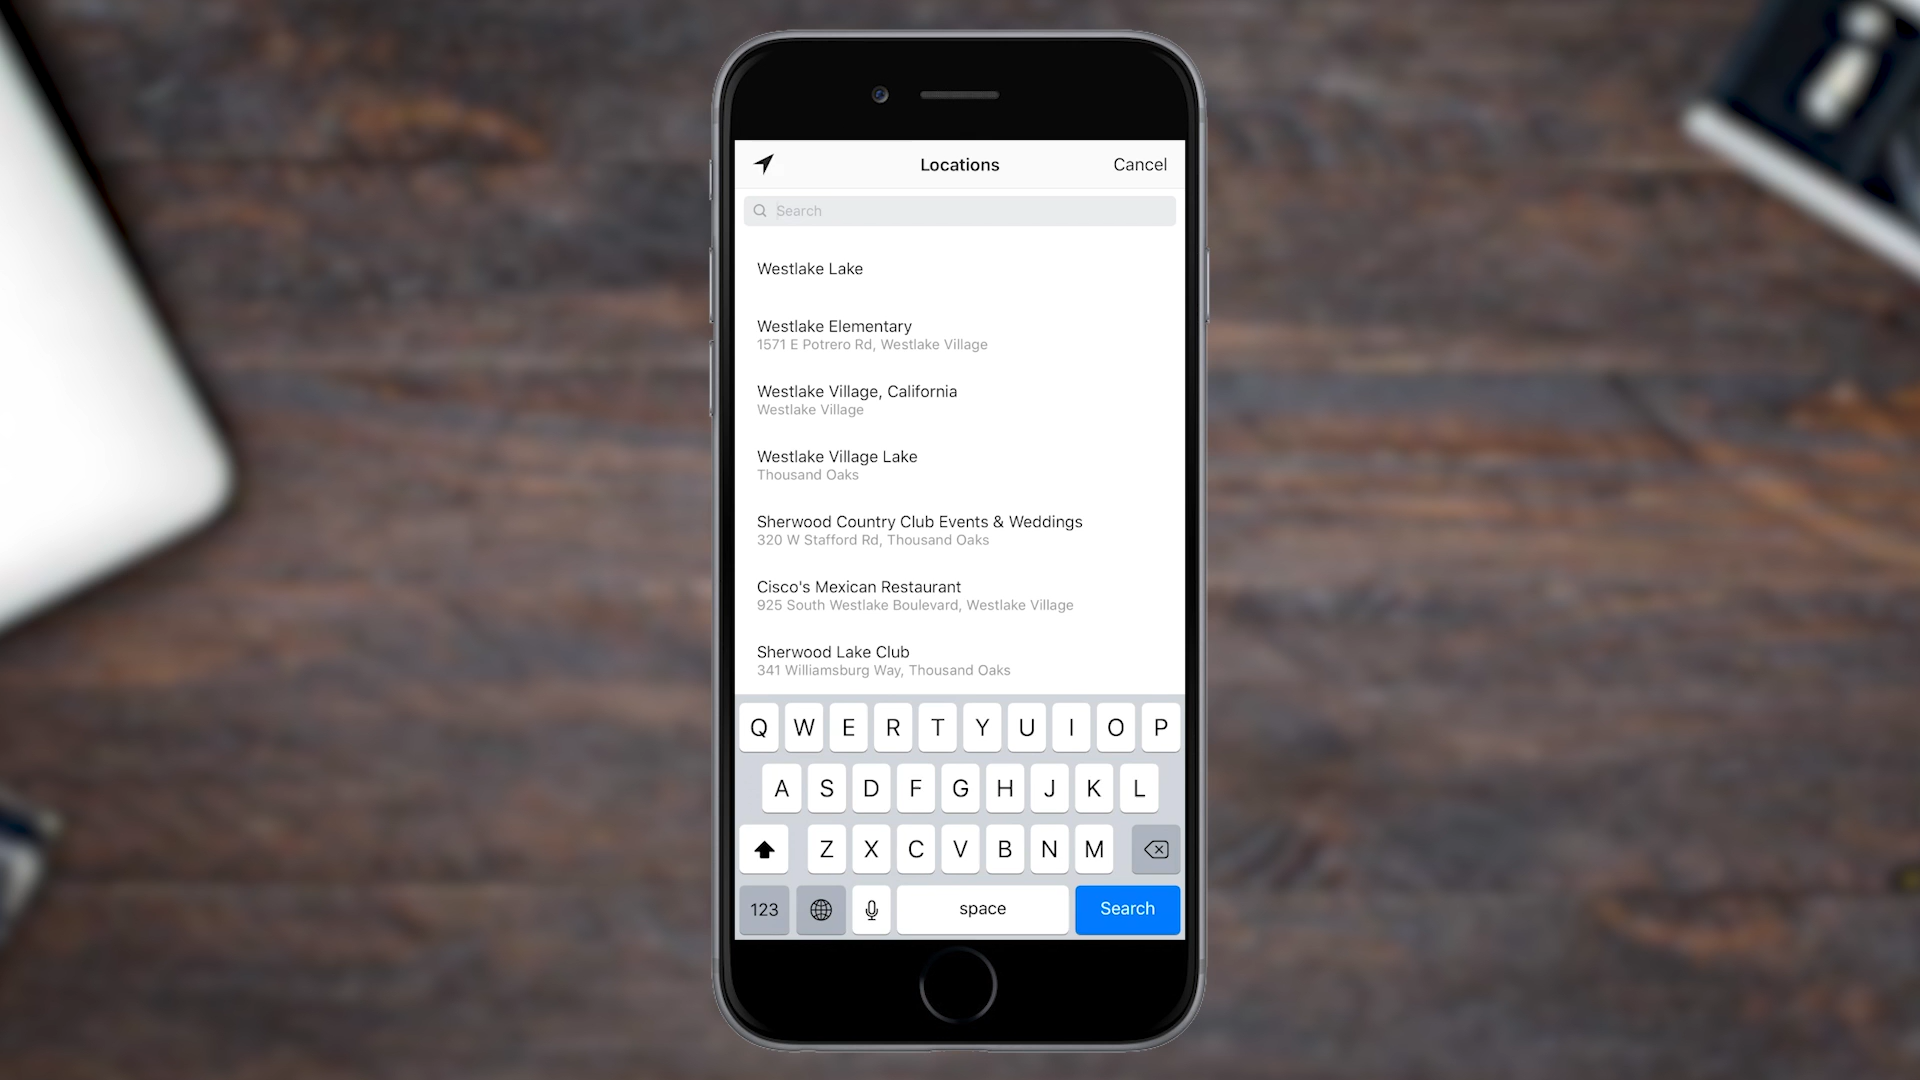 Locations Cancel
Search
Westlake Lake
Westlake Elementary
1571 E Potrero Rd, Westlake Village
Westlake Village, California
Westlake Village
Westlake Village Lake
Thousand Oaks
Sherwood Country Club Events & Weddings
320 W Stafford Rd, Thousand Oaks
Cisco's Mexican Restaurant
925 South Westlake Boulevard, Westlake Village
Sherwood Lake Club
341 Williamsburg Way, Thousand Oaks
Q W E R T Y U I O P
A S D F G H J K L
Z X C V B N M
123 space Search